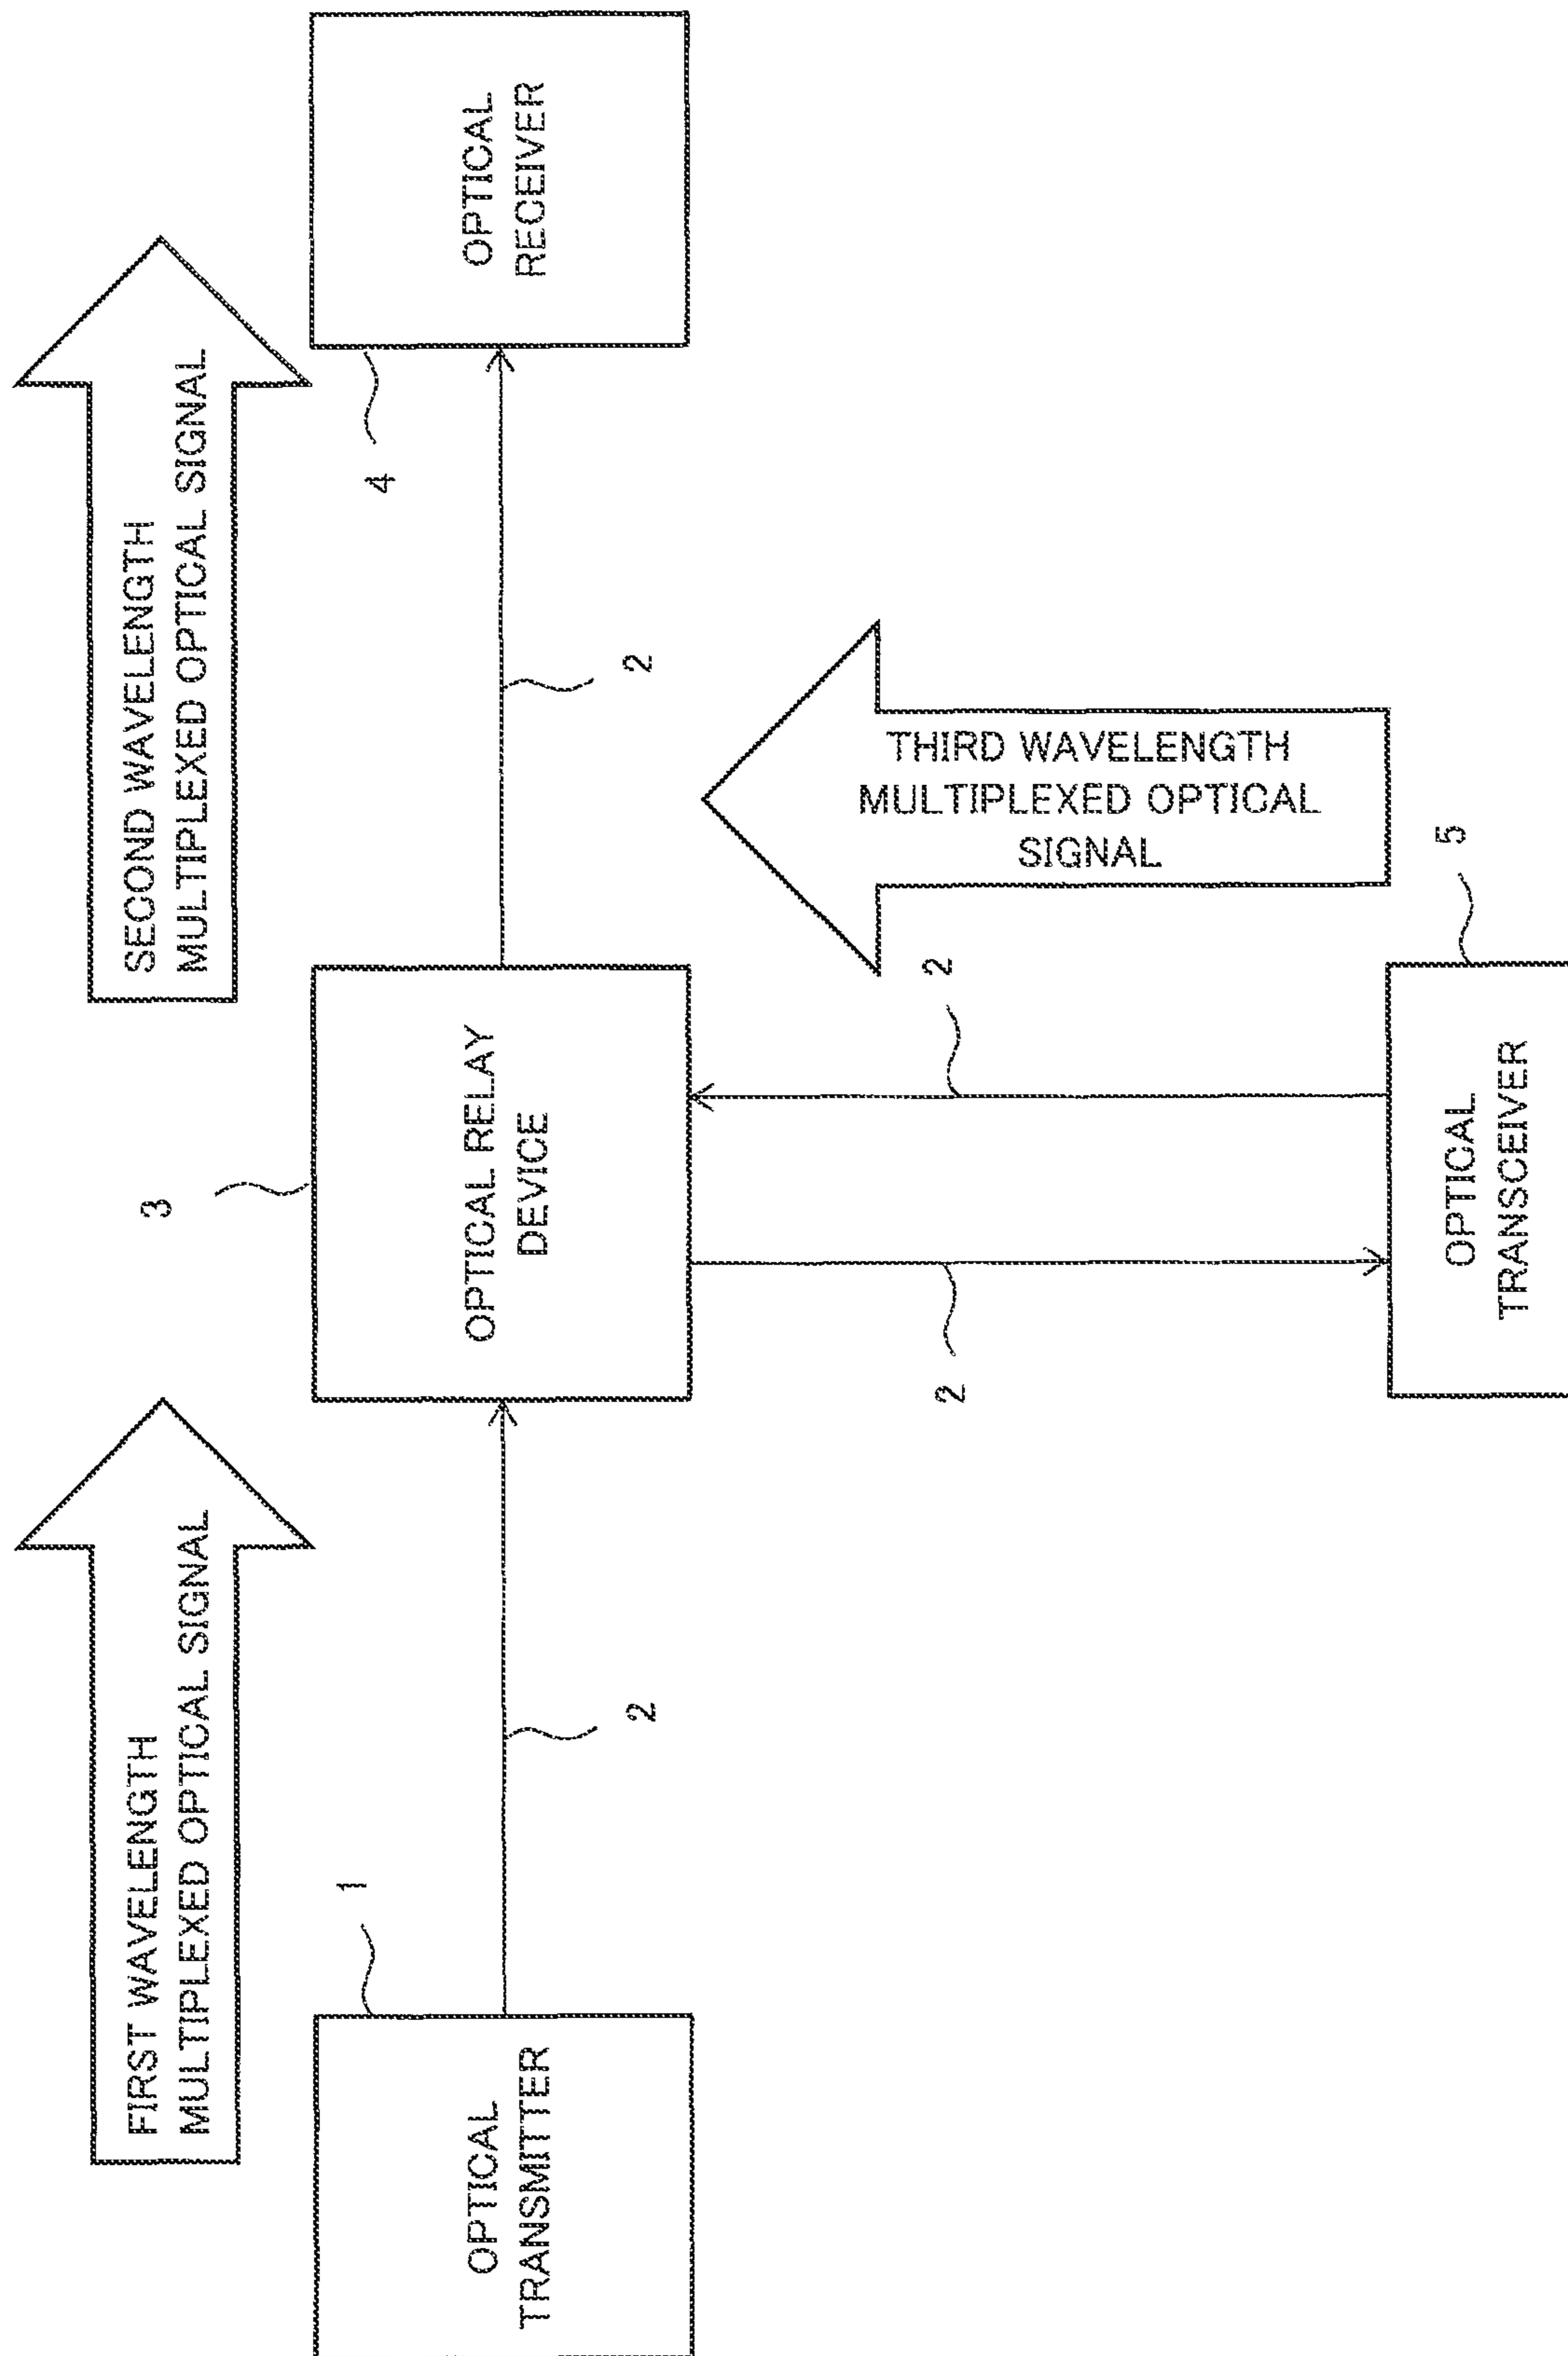 FIRST WAVELENGTH
MULTIPLEXED OPTICAL SIGNAL
SECOND WAVELENGTH
MULTIPLEXED OPTICAL SIGNAL
3
1
4
OPTICAL
TRANSMITTER
OPTICAL RELAY
DEVICE
OPTICAL
RECEIVER
2
2
2
2
THIRD WAVELENGTH
MULTIPLEXED OPTICAL
SIGNAL
5
OPTICAL
TRANSCEIVER